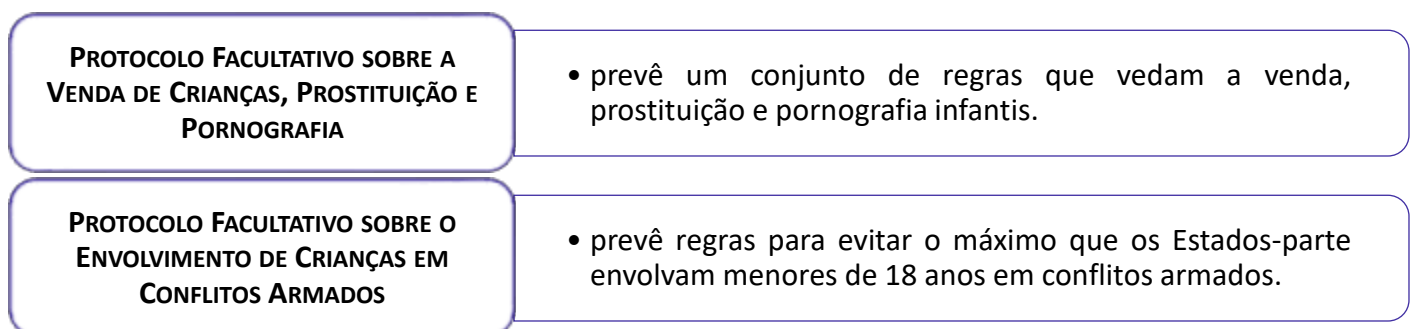 PROTOCOLO FACULTATIVO SOBRE A
VENDA DE CRIANÇAS, PROSTITUIÇÃO E
PORNOGRAFIA
• prevê um conjunto de regras que vedam a venda,
prostituição e pornografia infantis.
PROTOCOLO FACULTATIVO SOBRE O
ENVOLVIMENTO DE CRIANÇAS EM
CONFLITOS ARMADOS
• prevê regras para evitar o máximo que os Estados-parte
envolvam menores de 18 anos em conflitos armados.